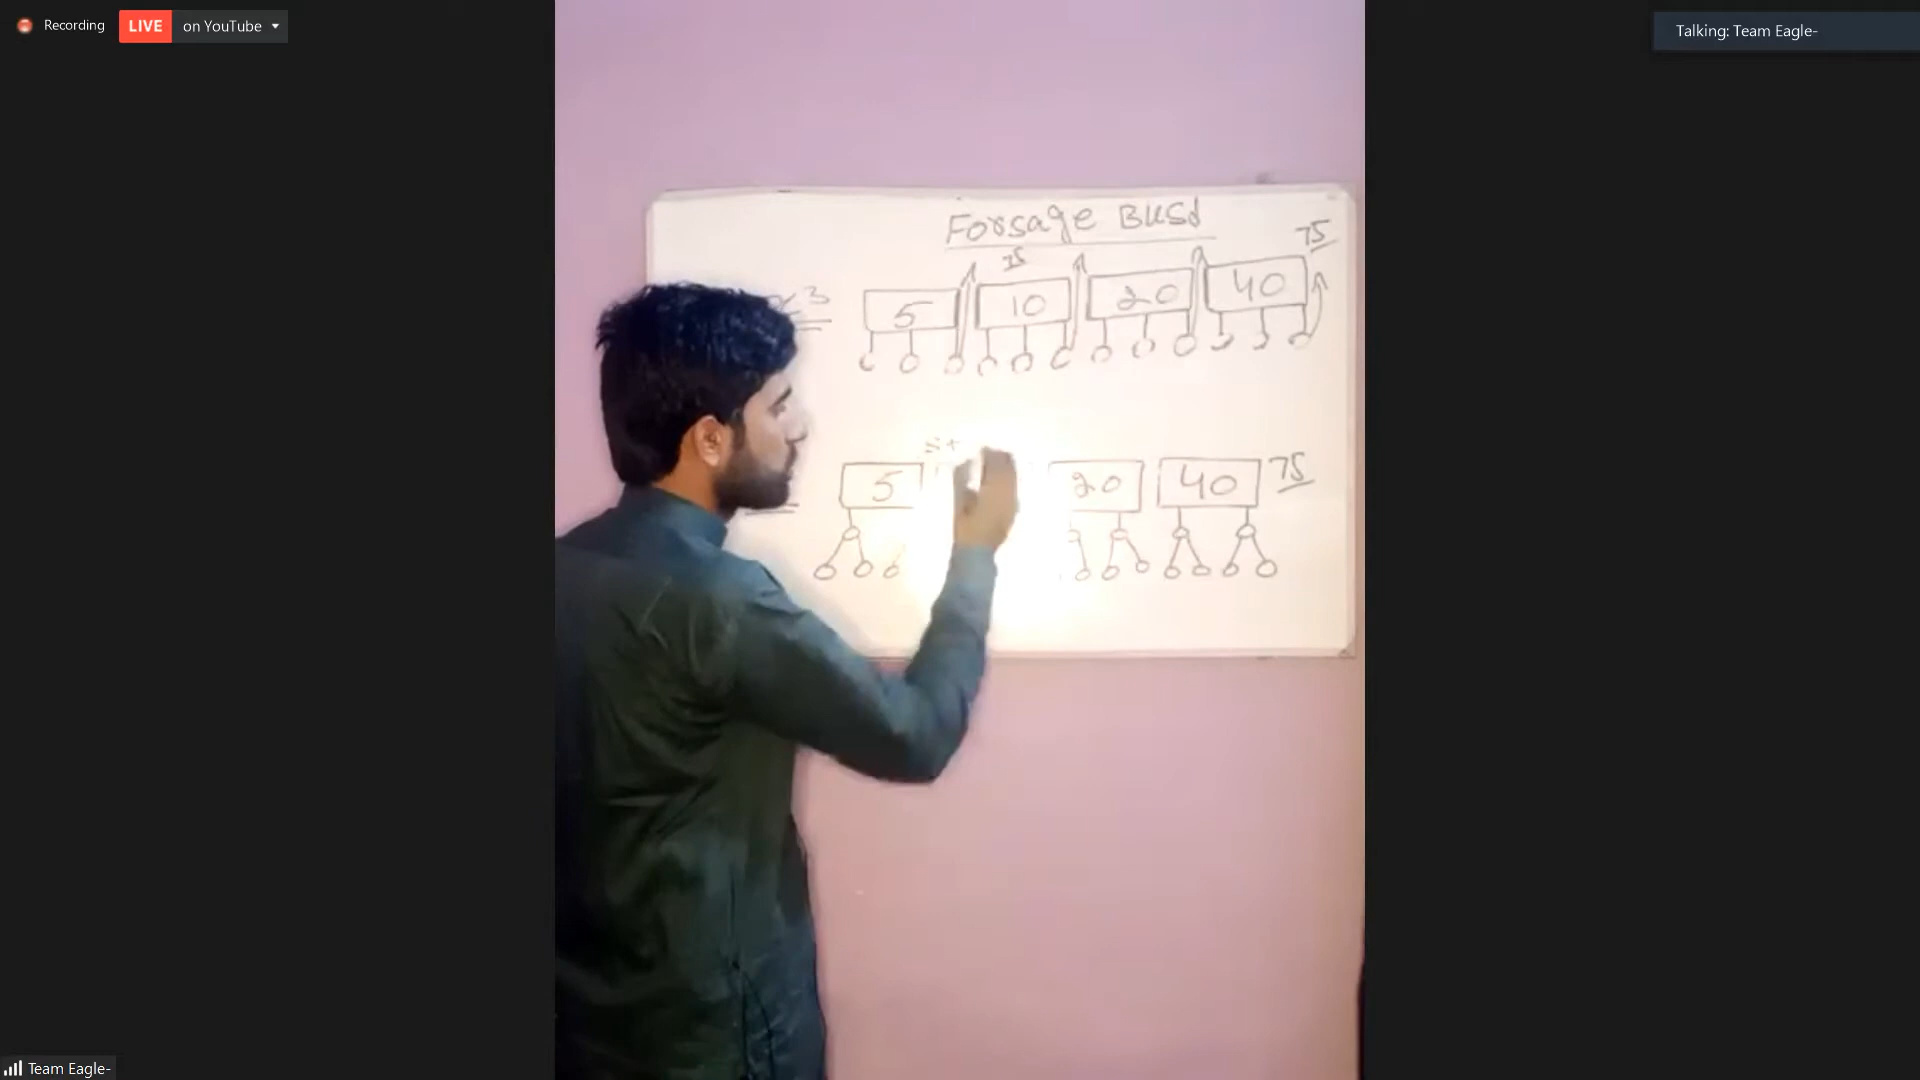 Recording LIVE on YouTube
Talking: Team Eagle-
Forsage BUSd
75
5 10 20 40
5+
5 20 40 75
Team Eagle-